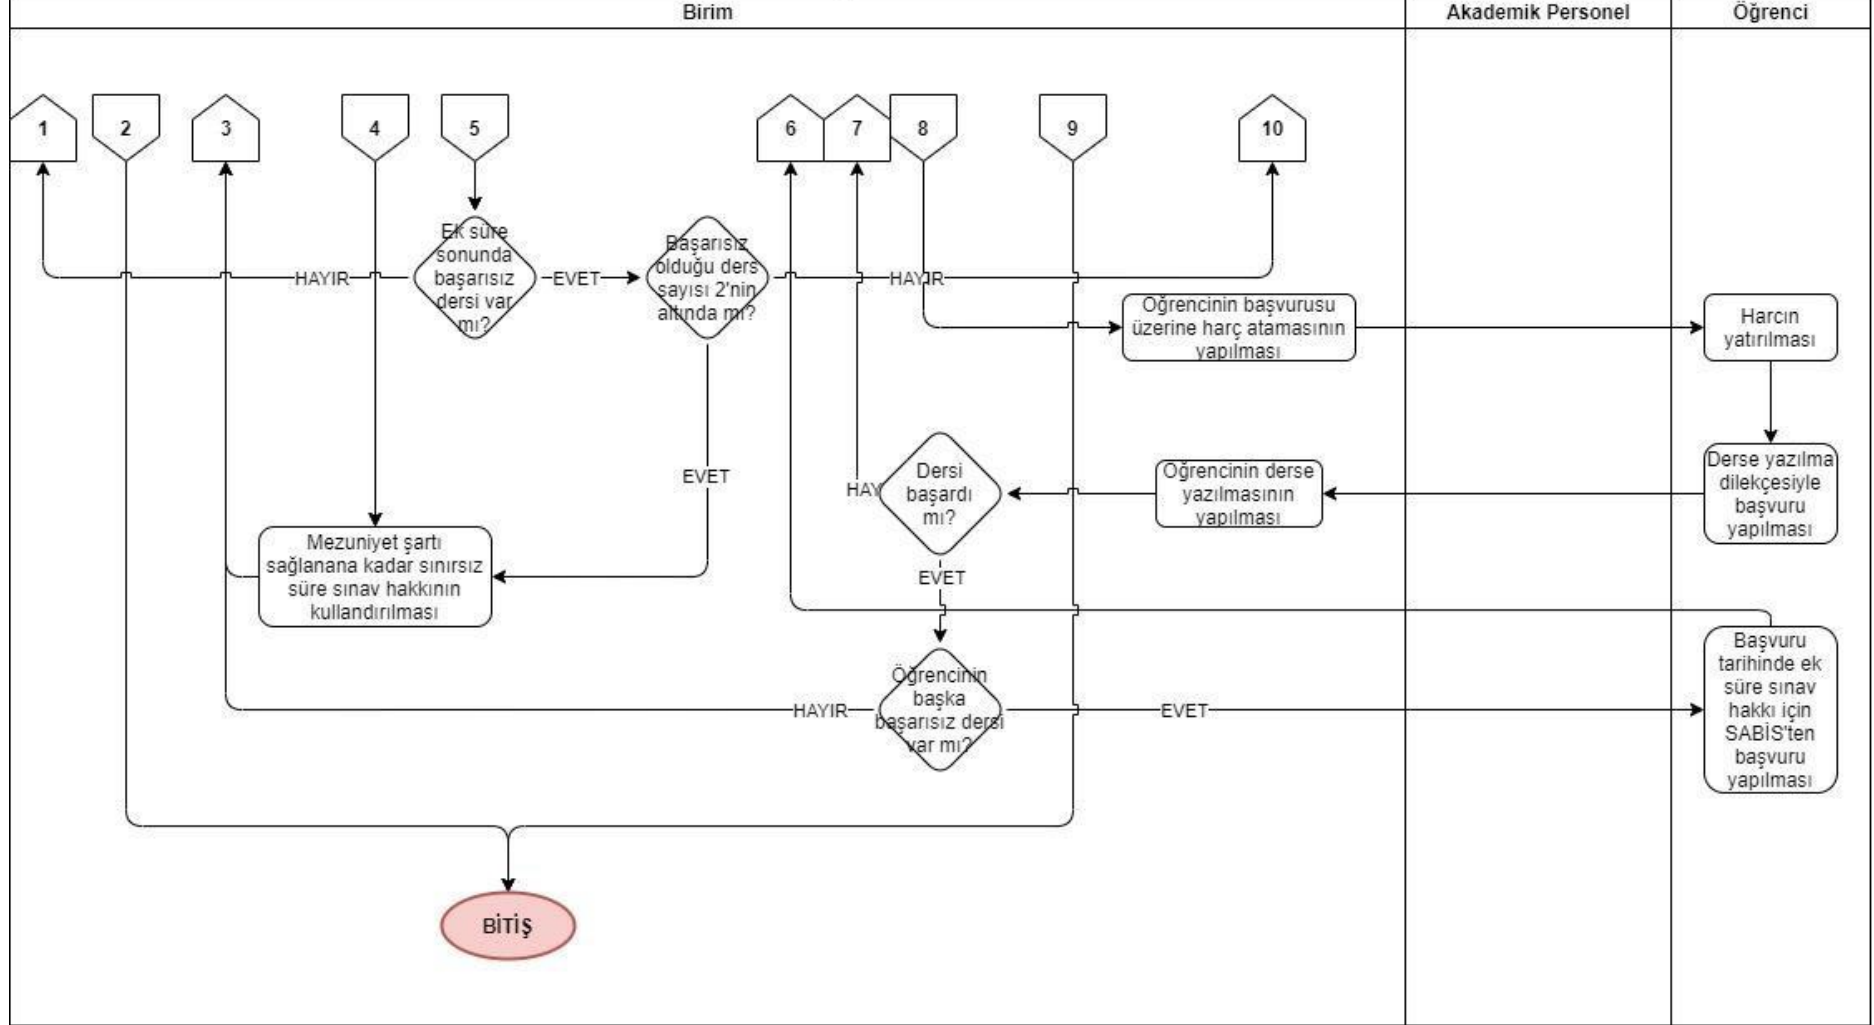 Birim
Akademik Personel
Öğrenci
1
2
3
4
5
6
7
8
9
10
Ek süre
sonunda
başarısız
dersi var
mı?
HAYIR
EVET
Başarısız
olduğu ders
sayısı 2'nin
altında mı?
HAYIR
EVET
Öğrencinin başvurusu
üzerine harç atamasının
yapılması
Harcın
yatırılması
Derse yazılma
dilekçesiyle
başvuru
yapılması
Öğrencinin derse
yazılmasının
yapılması
Dersi
başardı
mı?
HAY
EVET
Mezuniyet şartı
sağlanana kadar sınırsız
süre sınav hakkının
kullandırılması
Öğrencinin
başka
başarısız dersi
var mı?
HAYIR
EVET
Başvuru
tarihinde ek
süre sınav
hakkı için
SABİS'ten
başvuru
yapılması
BİTİŞ